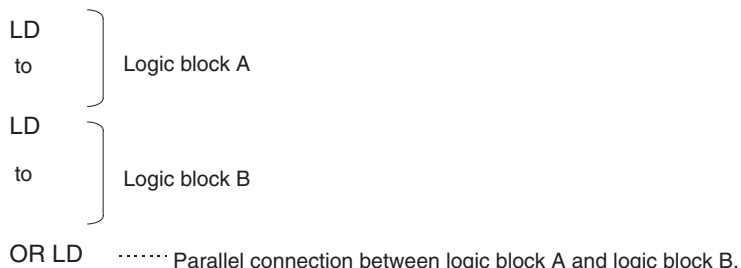 LD
to
Logic block A
LD
to
Logic block B
OR LD ........ Parallel connection between logic block A and logic block B.